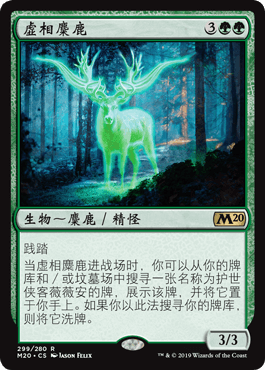 虚相麋鹿 3
生物～麋鹿／精怪 M20
践踏
当虚相麋鹿进战场时，你可以从你的牌
库和／或坟墓场中搜寻一张名称为护世
侠客薇薇安的牌，展示该牌，并将它置
于你手上。如果你以此法搜寻你的牌库，
则将它洗牌。
3/3
299/280 R
M20 • CS Jason Felix
™ & © 2019 Wizards of the Coast